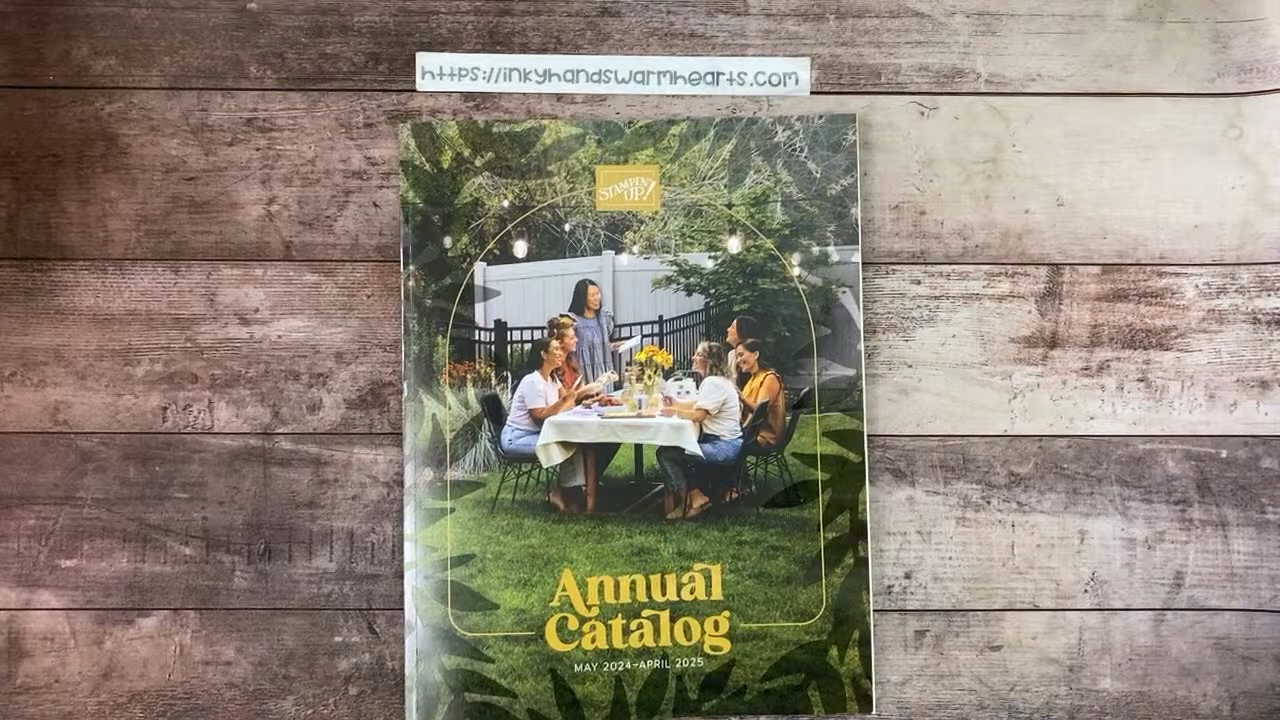 https://inkyhandswarmhearts.com
STAMPIN'
UP!
Annual
Catalog
MAY 2024–APRIL 2025